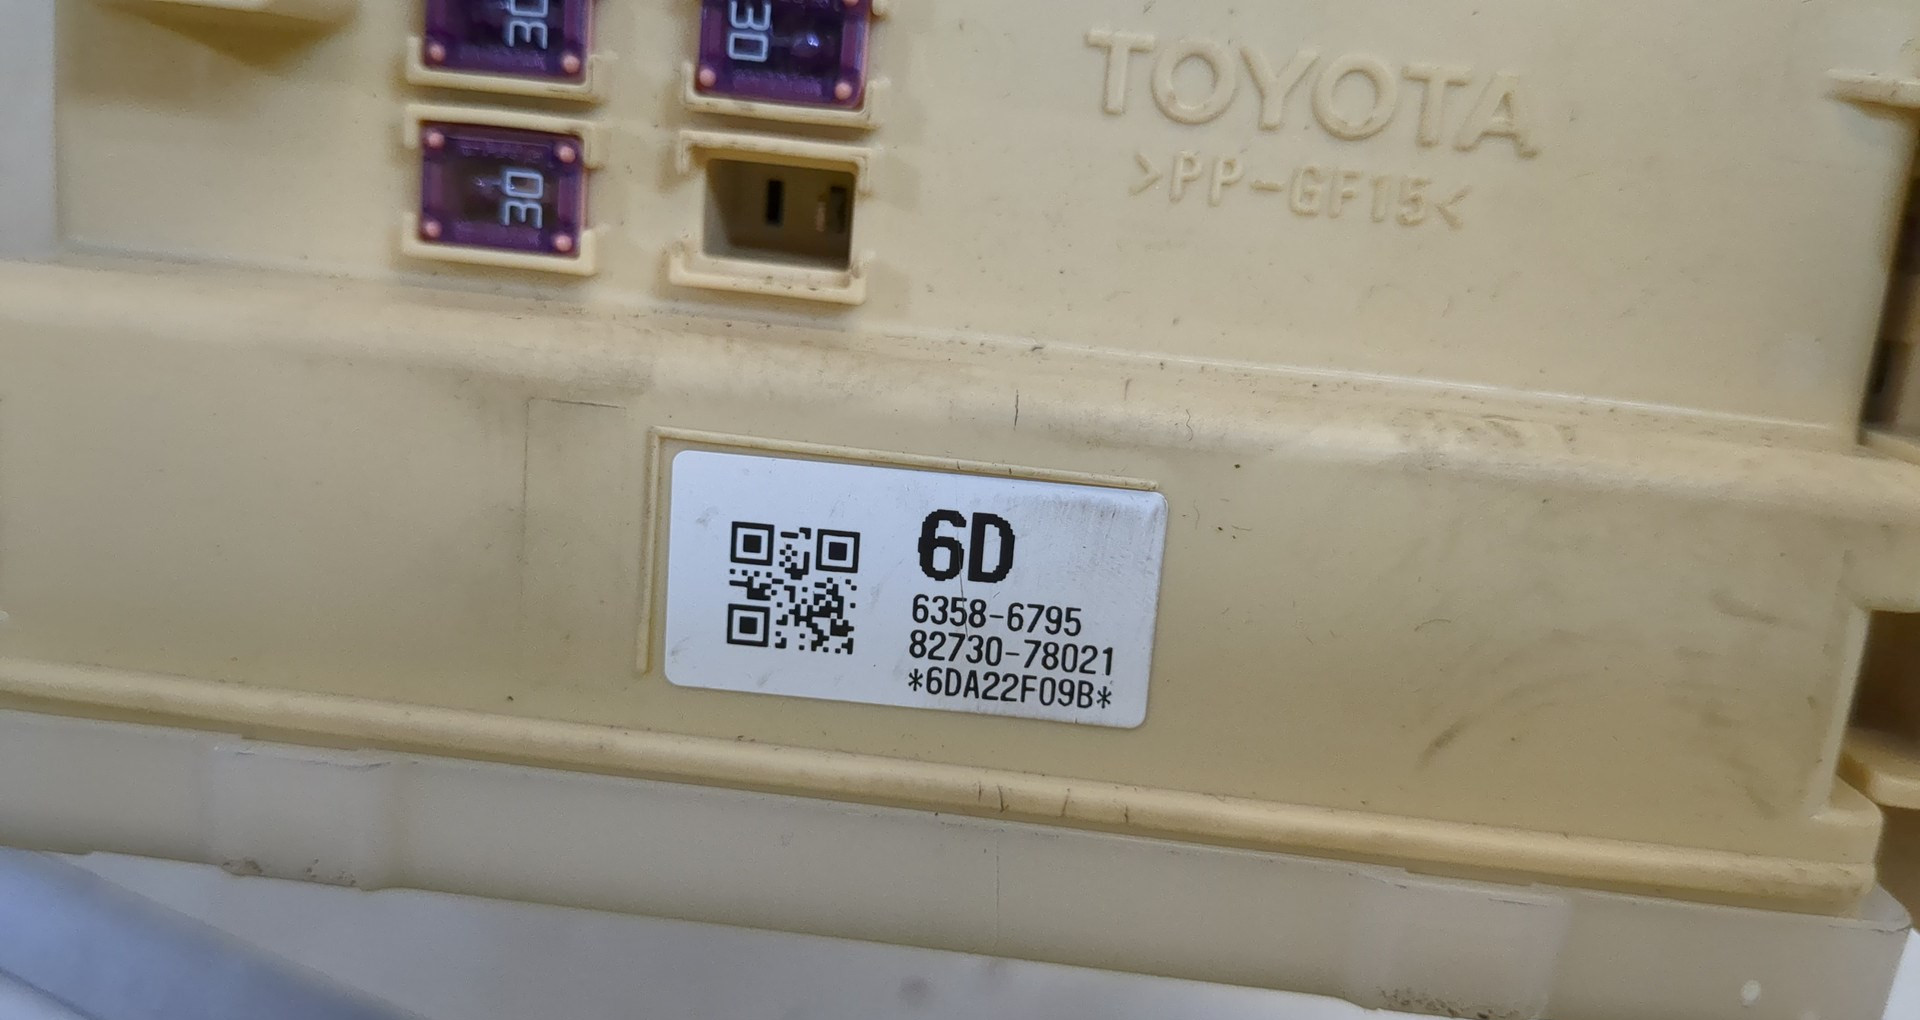 30
30
TOYOTA
>PP-GF15<
30
6D
6358-6795
82730-78021
*6DA22F09B*